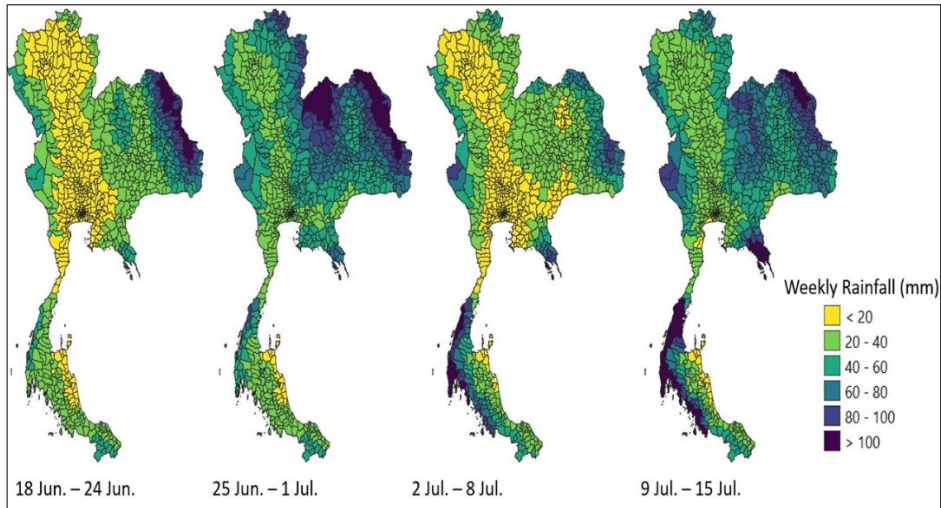 Weekly Rainfall (mm)
< 20
20 - 40
40 - 60
60 - 80
80 - 100
> 100
18 Jun. – 24 Jun.
25 Jun. – 1 Jul.
2 Jul. – 8 Jul.
9 Jul. – 15 Jul.